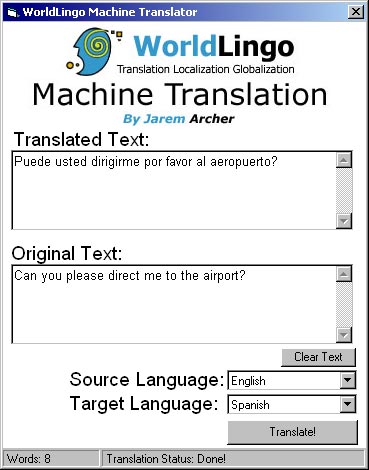 WorldLingo Machine Translator
WorldLingo
Translation Localization Globalization
Machine Translation
By Jarem Archer
Translated Text:
Puede usted dirigirme por favor al aeropuerto?
Original Text:
Can you please direct me to the airport?
Clear Text
Source Language: English
Target Language: Spanish
Translate!
Words: 8 Translation Status: Done!